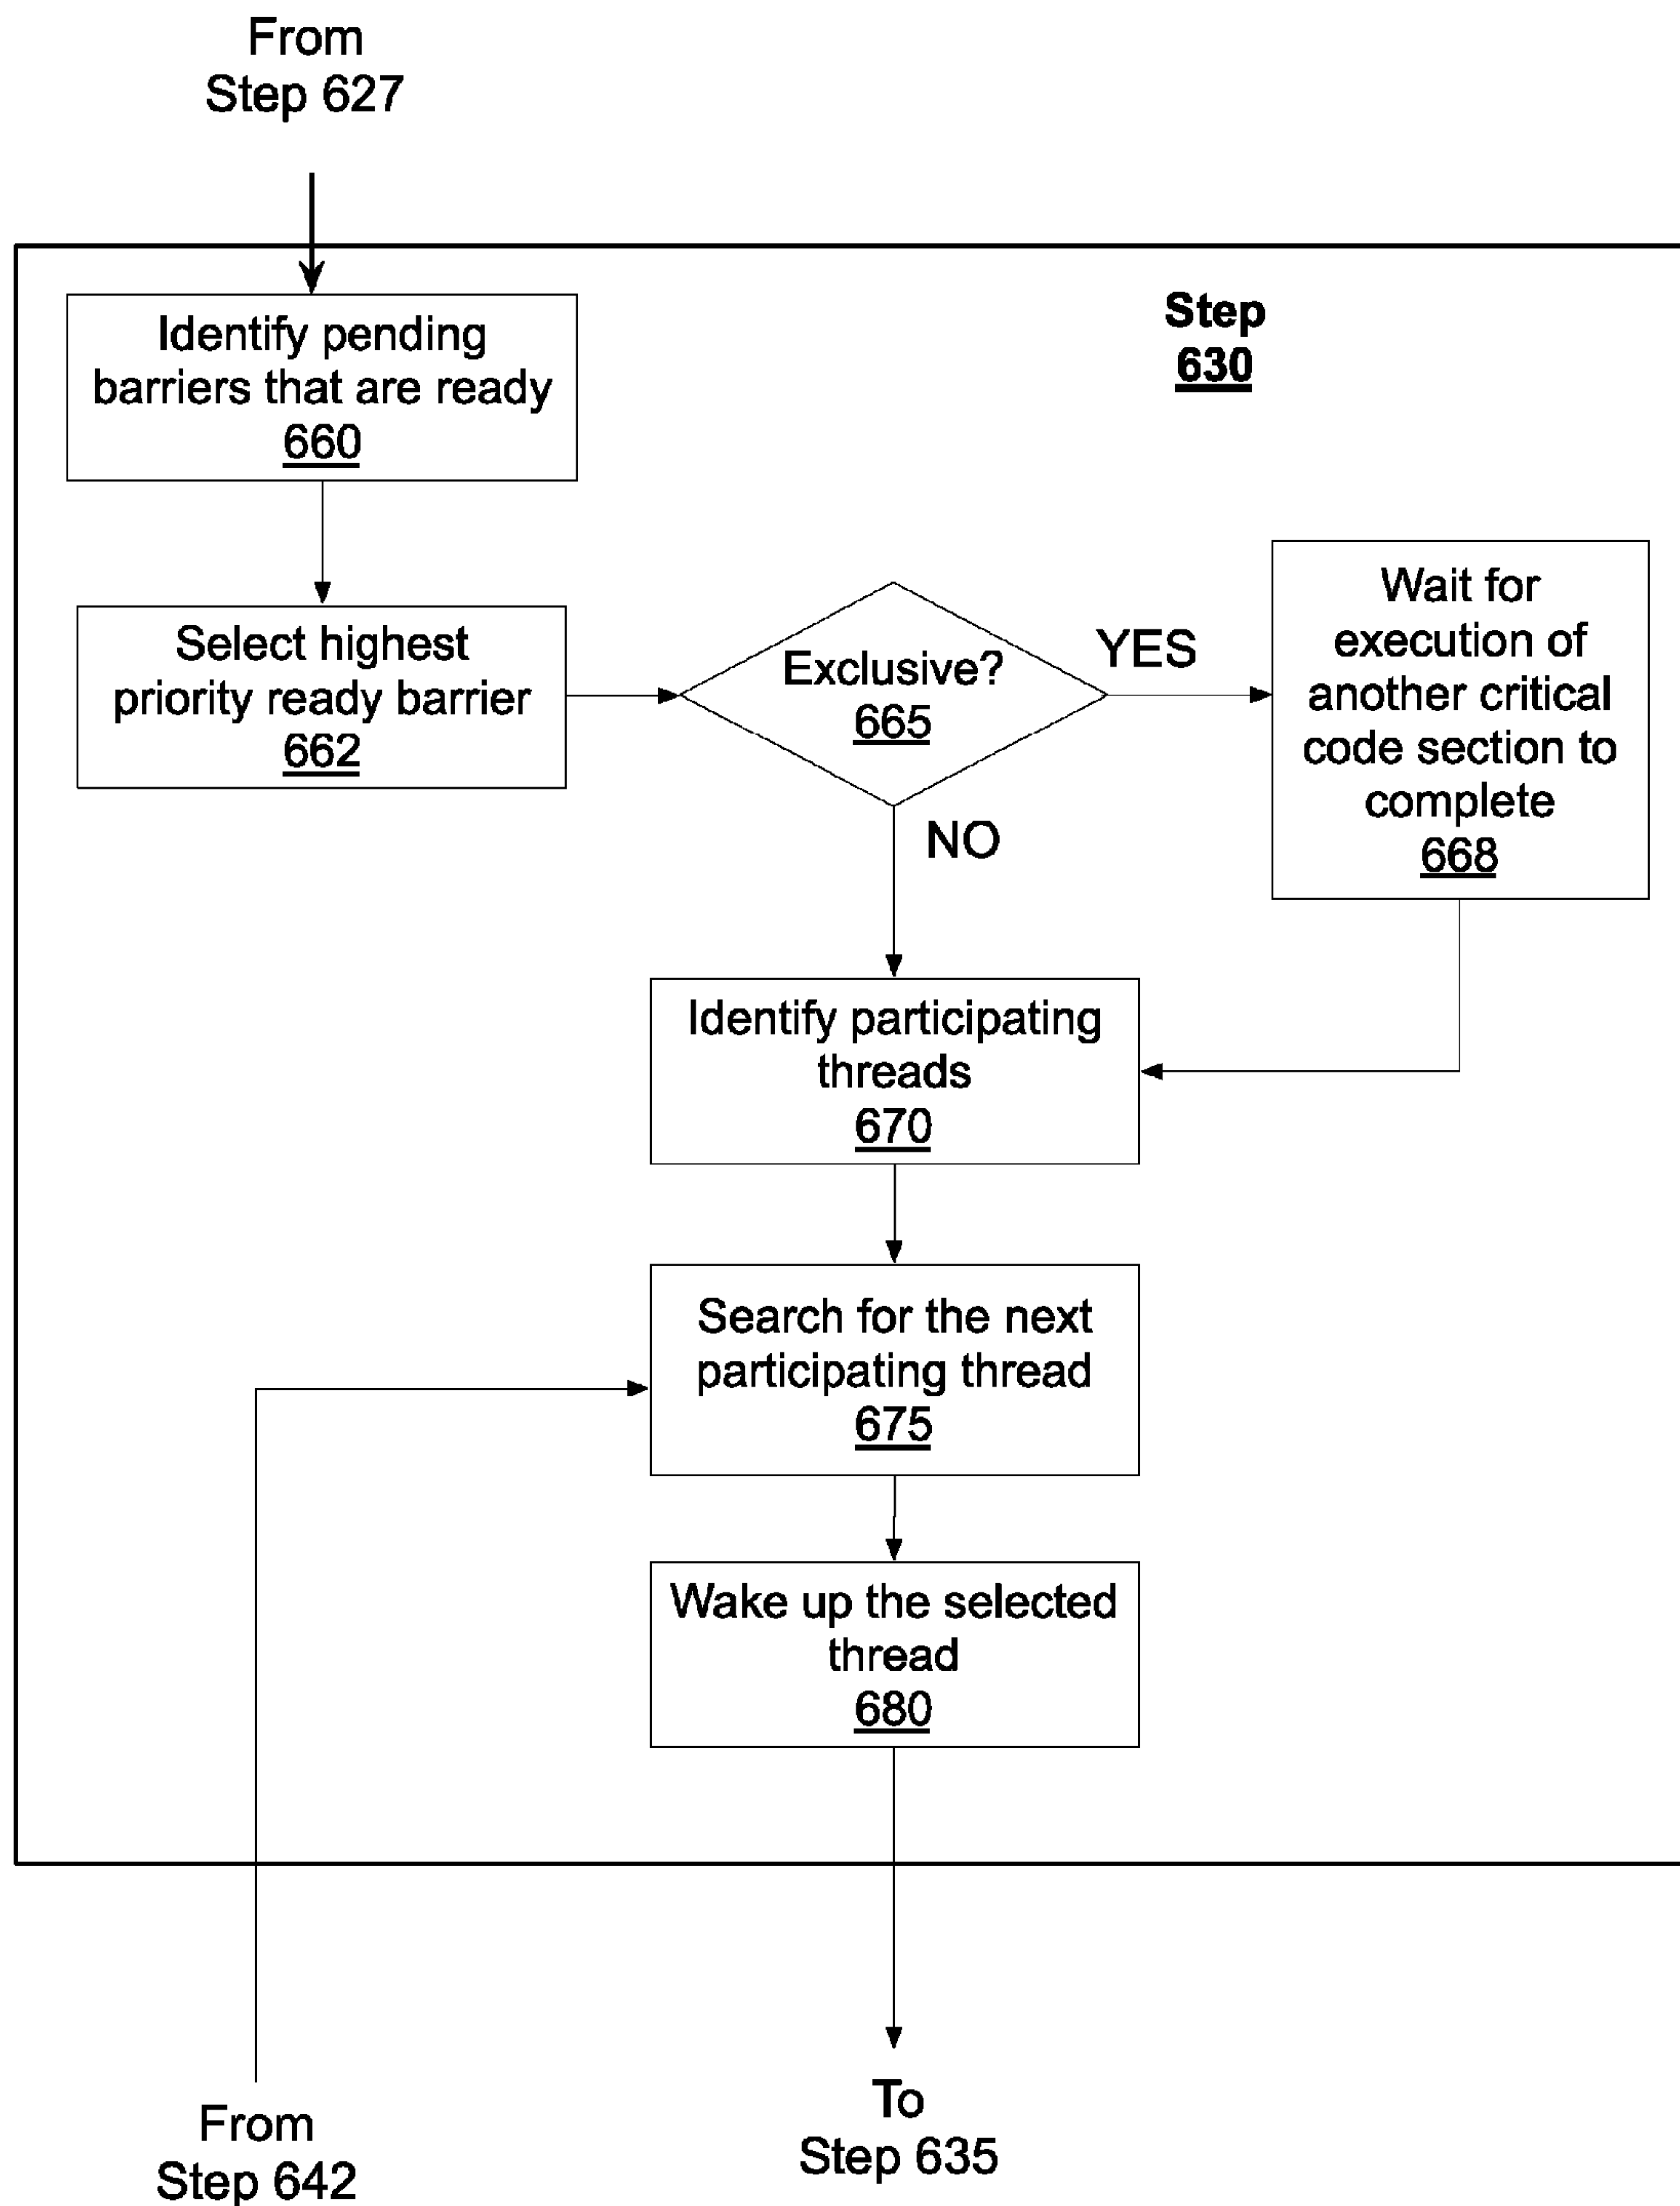 From
Step 627
Step
630
Identify pending
barriers that are ready
660
Select highest
priority ready barrier
662
Exclusive?
665
YES
NO
Wait for
execution of
another critical
code section to
complete
668
Identify participating
threads
670
Search for the next
participating thread
675
Wake up the selected
thread
680
From
Step 642
To
Step 635